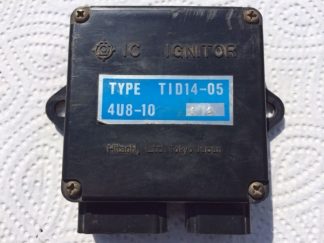 IC IGNITOR
TYPE TID14-05
4U8-10
Hitachi, Ltd. Tokyo Japan